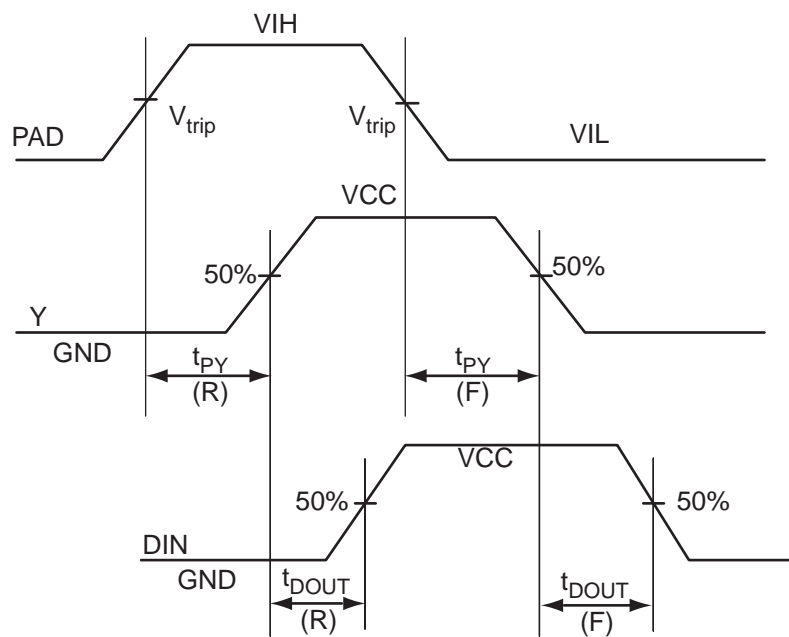 VIH
PAD
Vtrip
Vtrip
VIL
VCC
50%
50%
Y
GND
tPY
(R)
tPY
(F)
VCC
50%
50%
DIN
GND
tDOUT
(R)
tDOUT
(F)